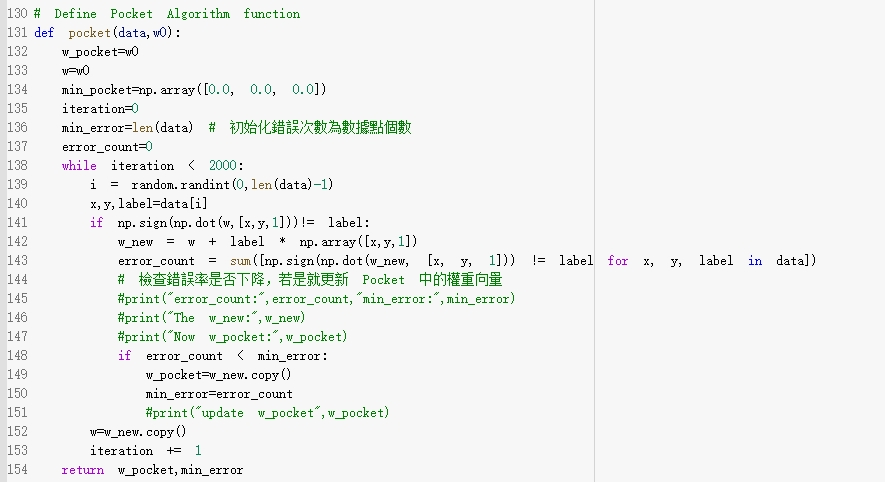 130 # Define Pocket Algorithm function
131 def pocket(data,w0):
132     w_pocket=w0
133     w=w0
134     min_pocket=np.array([0.0, 0.0, 0.0])
135     iteration=0
136     min_error=len(data) # 初始化錯誤次數為數據點個數
137     error_count=0
138     while iteration < 2000:
139         i = random.randint(0,len(data)-1)
140         x,y,label=data[i]
141         if np.sign(np.dot(w,[x,y,1]))!= label:
142             w_new = w + label * np.array([x,y,1])
143             error_count = sum([np.sign(np.dot(w_new, [x, y, 1])) != label for x, y, label in data])
144             # 檢查錯誤率是否下降，若是就更新 Pocket 中的權重向量
145             #print("error_count:",error_count,"min_error:",min_error)
146             #print("The w_new:",w_new)
147             #print("Now w_pocket:",w_pocket)
148             if error_count < min_error:
149                 w_pocket=w_new.copy()
150                 min_error=error_count
151                 #print("update w_pocket",w_pocket)
152         w=w_new.copy()
153         iteration += 1
154     return w_pocket,min_error